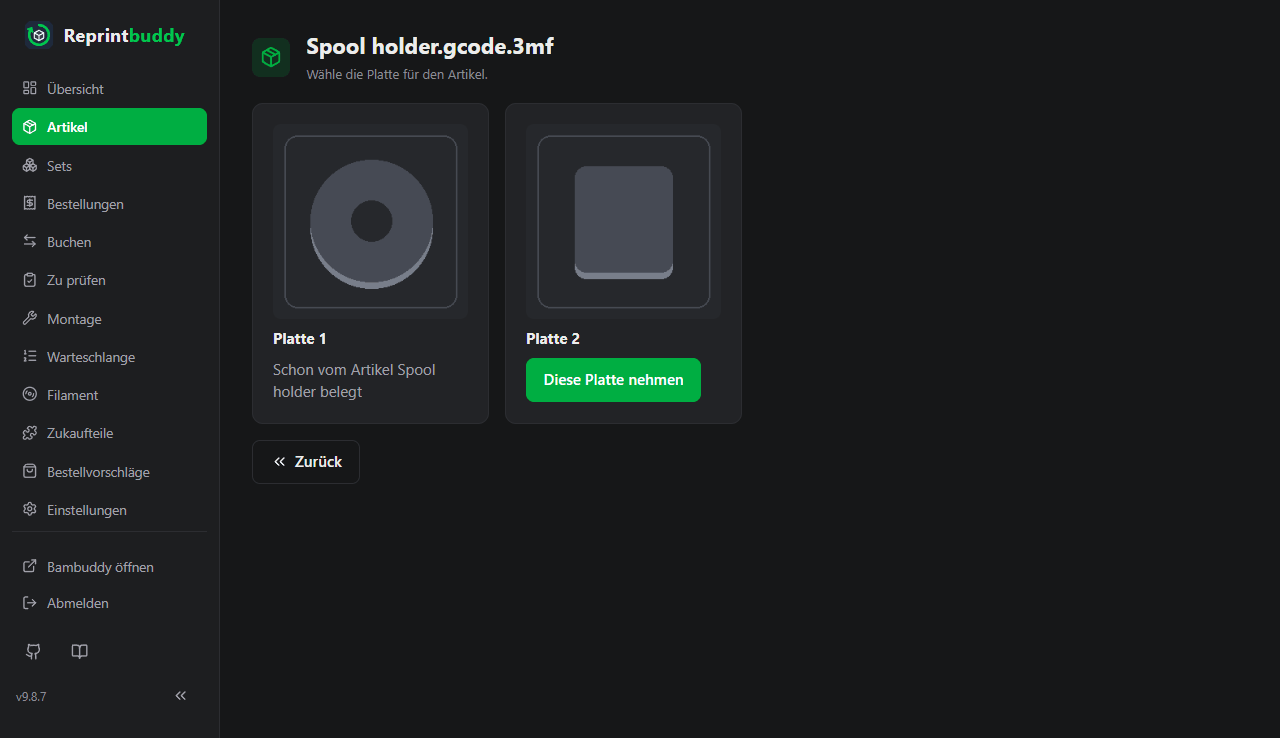 Reprintbuddy
Übersicht
Artikel
Sets
Bestellungen
Buchen
Zu prüfen
Montage
Warteschlange
Filament
Zukaufteile
Bestellvorschläge
Einstellungen
Bambuddy öffnen
Abmelden
v9.8.7
Spool holder.gcode.3mf
Wähle die Platte für den Artikel.
Platte 1
Schon vom Artikel Spool
holder belegt
Platte 2
Diese Platte nehmen
Zurück